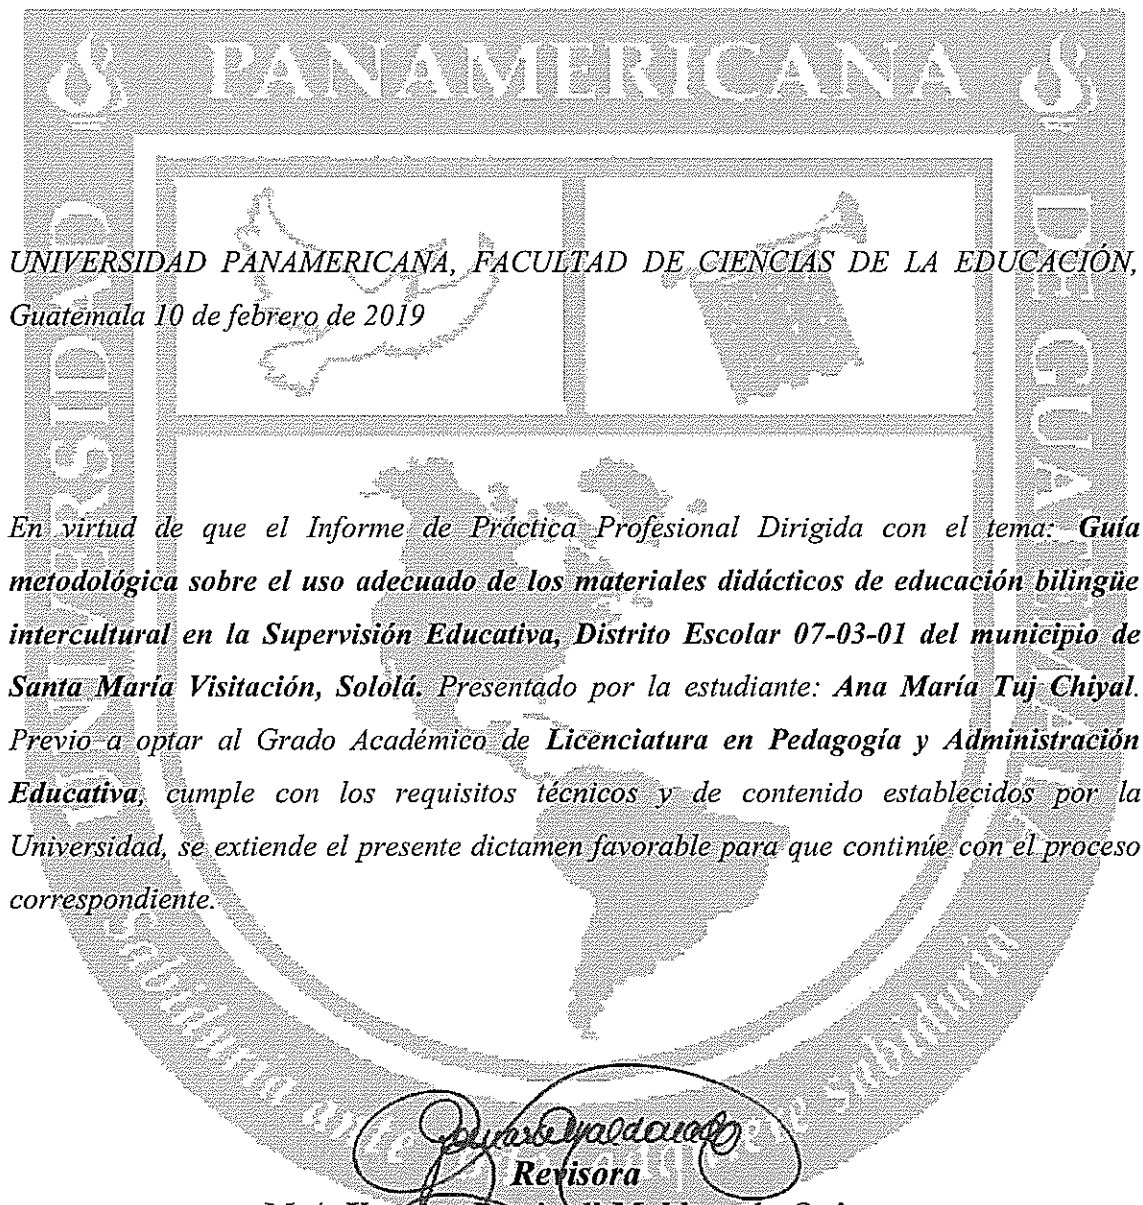 PANAMERICANA
UNIVERSIDAD
DE GUATEMALA
UNIVERSIDAD PANAMERICANA, FACULTAD DE CIENCIAS DE LA EDUCACIÓN,
Guatemala 10 de febrero de 2019
En virtud de que el Informe de Práctica Profesional Dirigida con el tema: Guía
metodológica sobre el uso adecuado de los materiales didácticos de educación bilingüe
intercultural en la Supervisión Educativa, Distrito Escolar 07-03-01 del municipio de
Santa María Visitación, Sololá. Presentado por la estudiante: Ana María Tuj Chiyal.
Previo a optar al Grado Académico de Licenciatura en Pedagogía y Administración
Educativa, cumple con los requisitos técnicos y de contenido establecidos por la
Universidad, se extiende el presente dictamen favorable para que continúe con el proceso
correspondiente.
Revisora